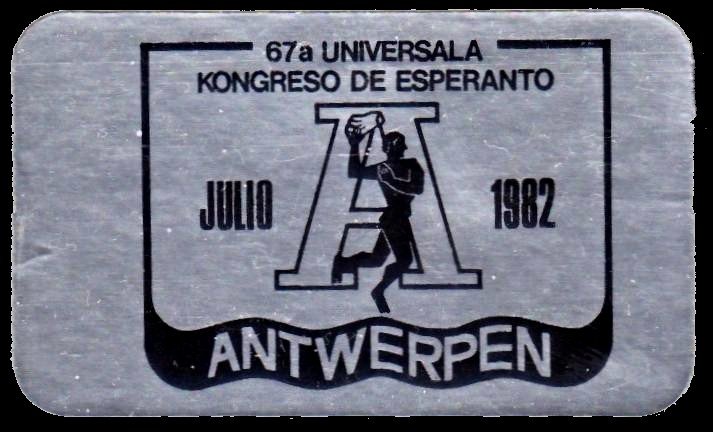 67a UNIVERSALA
KONGRESO DE ESPERANTO
A
JULIO 1982
ANTWERPEN